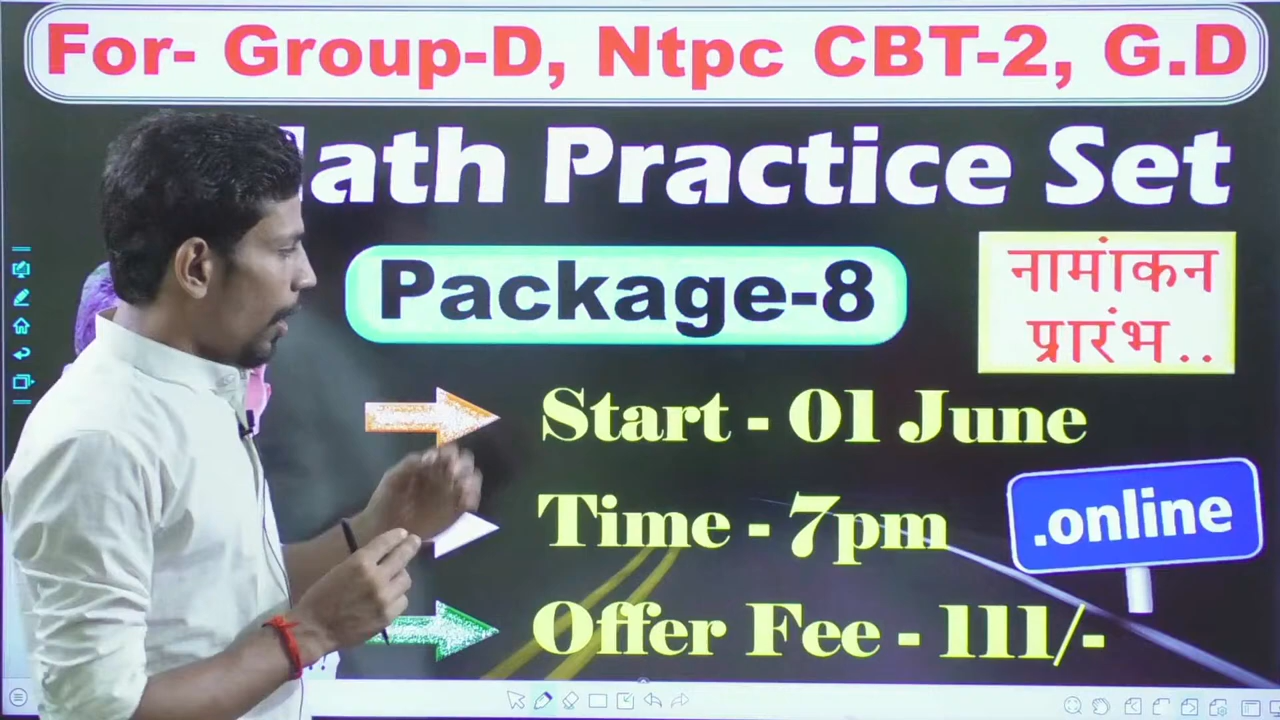 For- Group-D, Ntpc CBT-2, G.D
Math Practice Set
Package-8
नामांकन
प्रारंभ..
Start - 01 June
Time - 7pm
.online
Offer Fee - 111/-